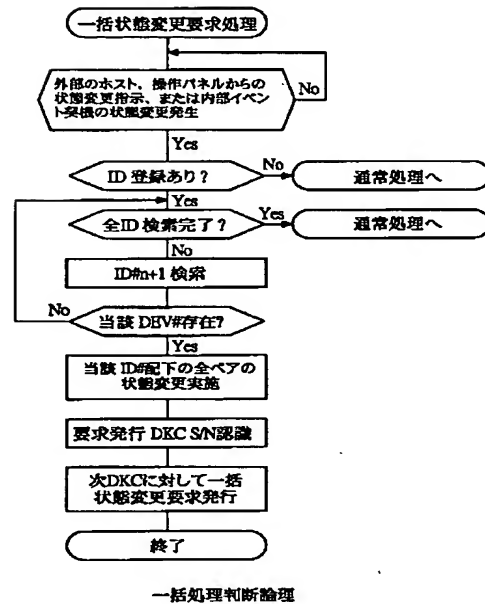 一括状態変更要求処理
外部のホスト、操作パネルからの
状態変更指示、または内部イベン
ト契機の状態変更発生
No
Yes
ID 登録あり？
No
通常処理へ
Yes
全ID 検索完了？
Yes
通常処理へ
No
ID#n+1 検索
No
当該 DEV#存在?
Yes
当該 ID#配下の全ペアの
状態変更実施
要求発行 DKC S/N認識
次DKCに対して一括
状態変更要求発行
終了
一括処理判断論理